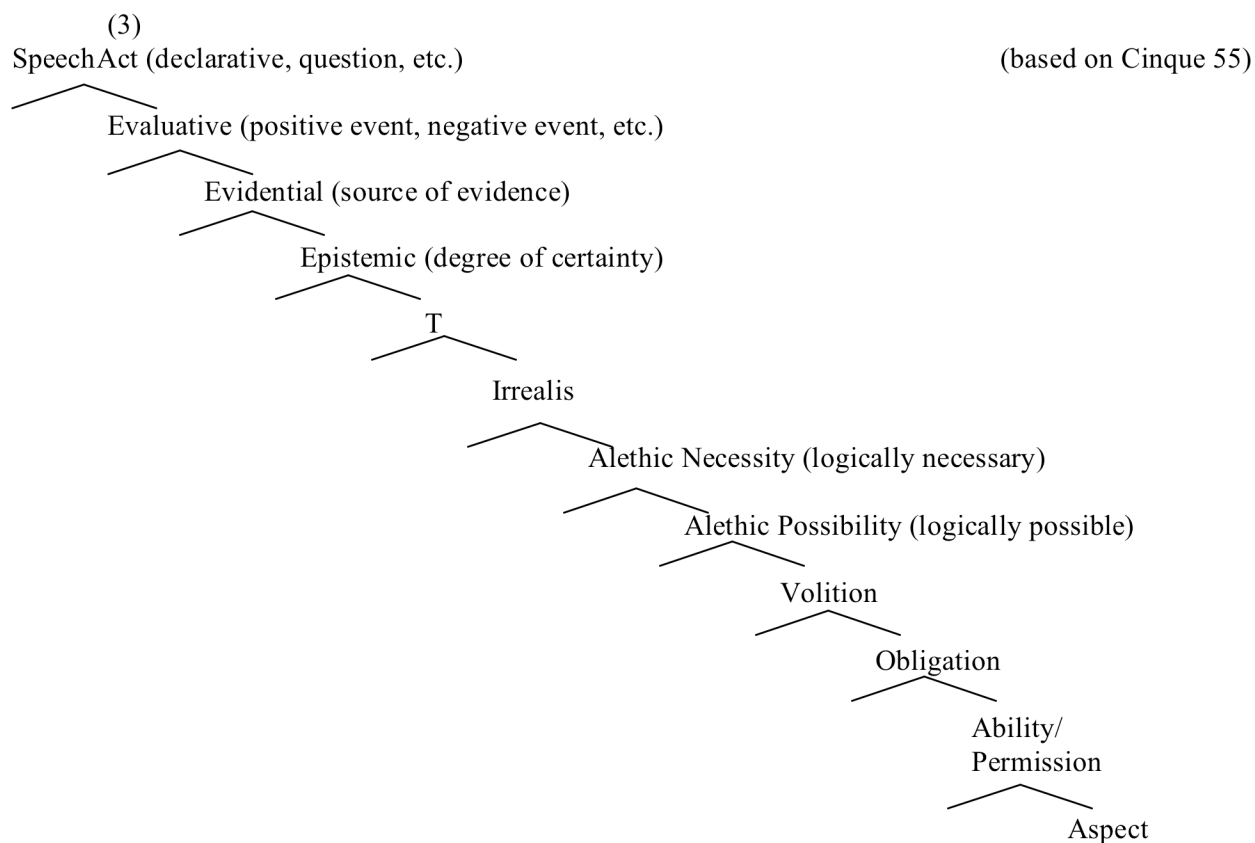 (3)
SpeechAct (declarative, question, etc.) (based on Cinque 55)
Evaluative (positive event, negative event, etc.)
Evidential (source of evidence)
Epistemic (degree of certainty)
T
Irrealis
Alethic Necessity (logically necessary)
Alethic Possibility (logically possible)
Volition
Obligation
Ability/
Permission
Aspect